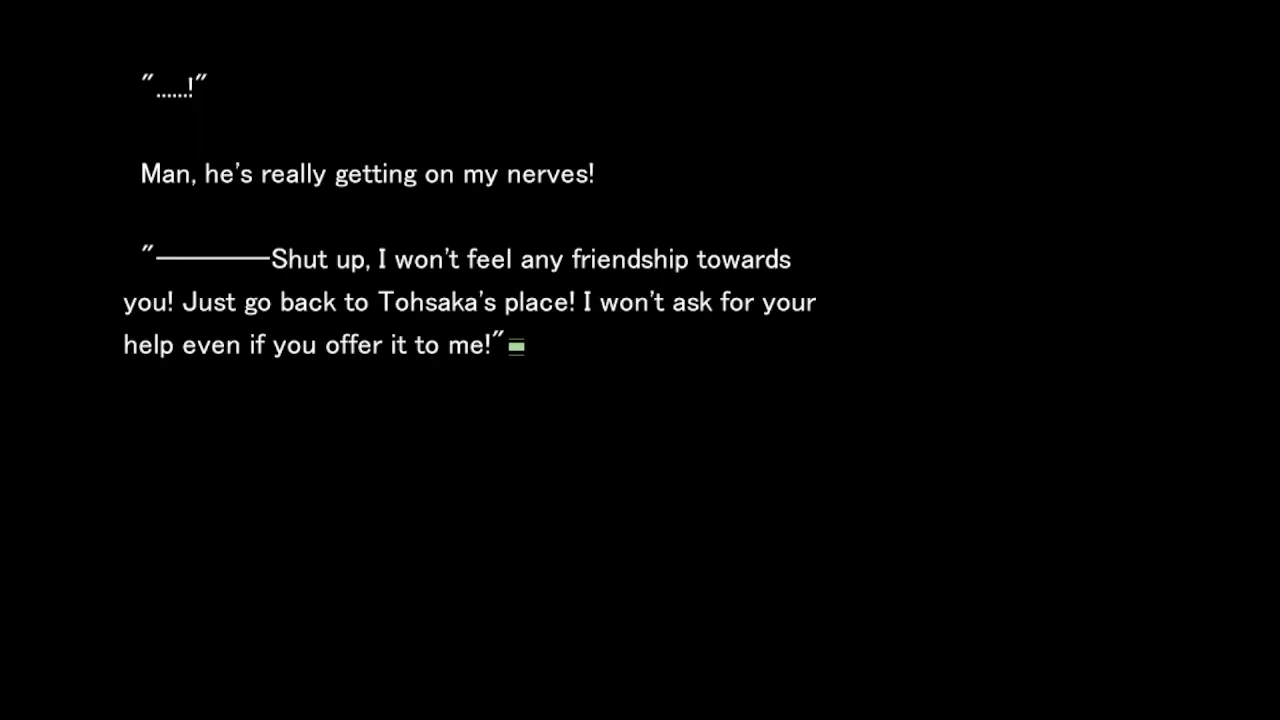 "......!"
Man, he's really getting on my nerves!
"――――Shut up, I won't feel any friendship towards
you! Just go back to Tohsaka's place! I won't ask for your
help even if you offer it to me!"